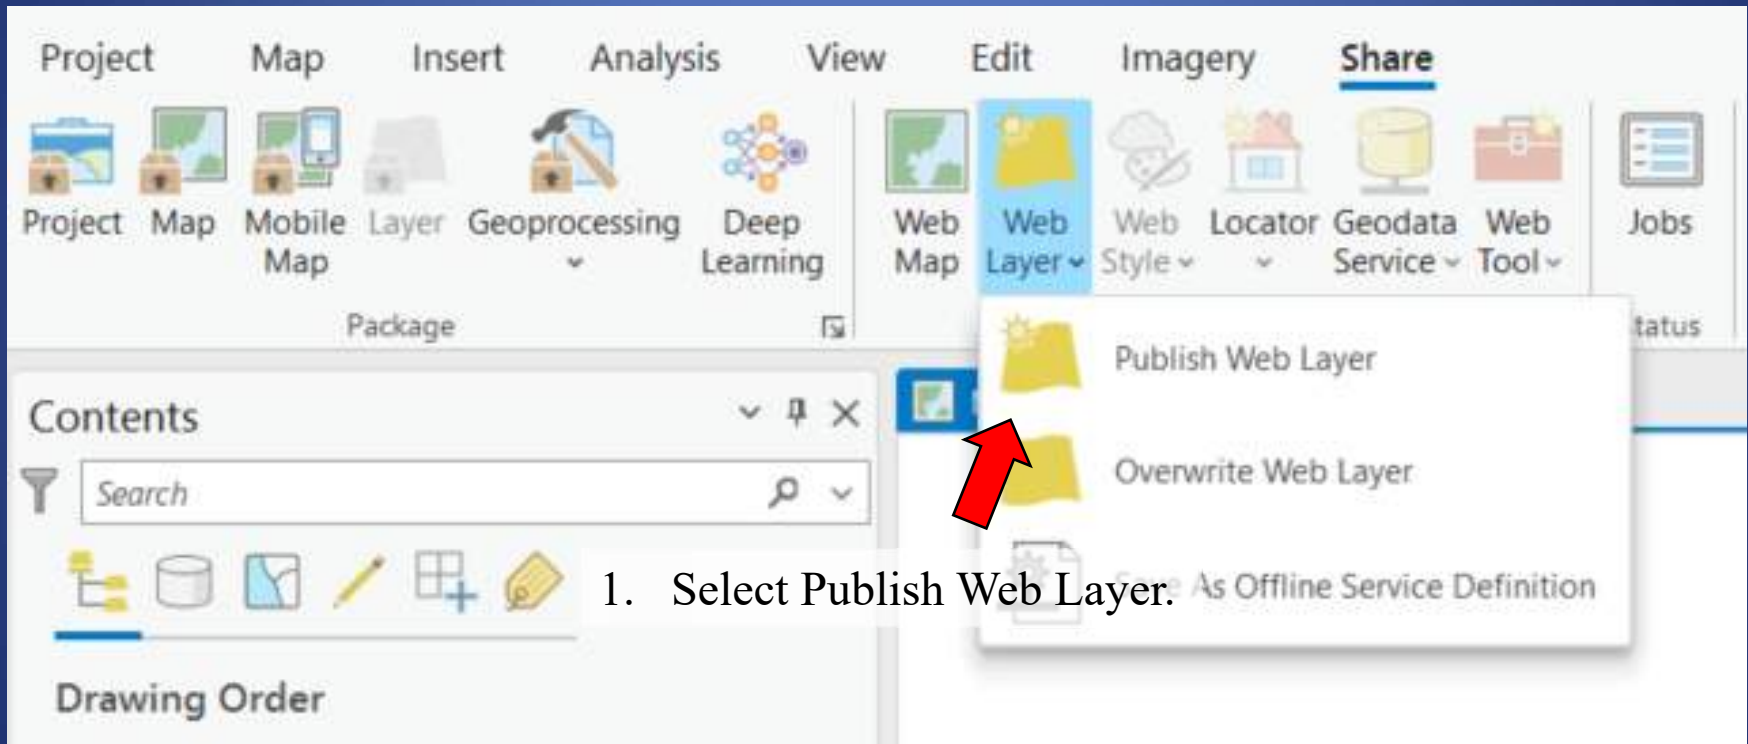 Project Map Insert Analysis View Edit Imagery Share
Project Map Mobile Map Layer Geoprocessing Deep Learning Web Map Web Layer Web Style Locator Geodata Service Web Tool Jobs
Package tatus
Publish Web Layer
Contents
Overwrite Web Layer
Search
1. Select Publish Web Layer. As Offline Service Definition
Drawing Order